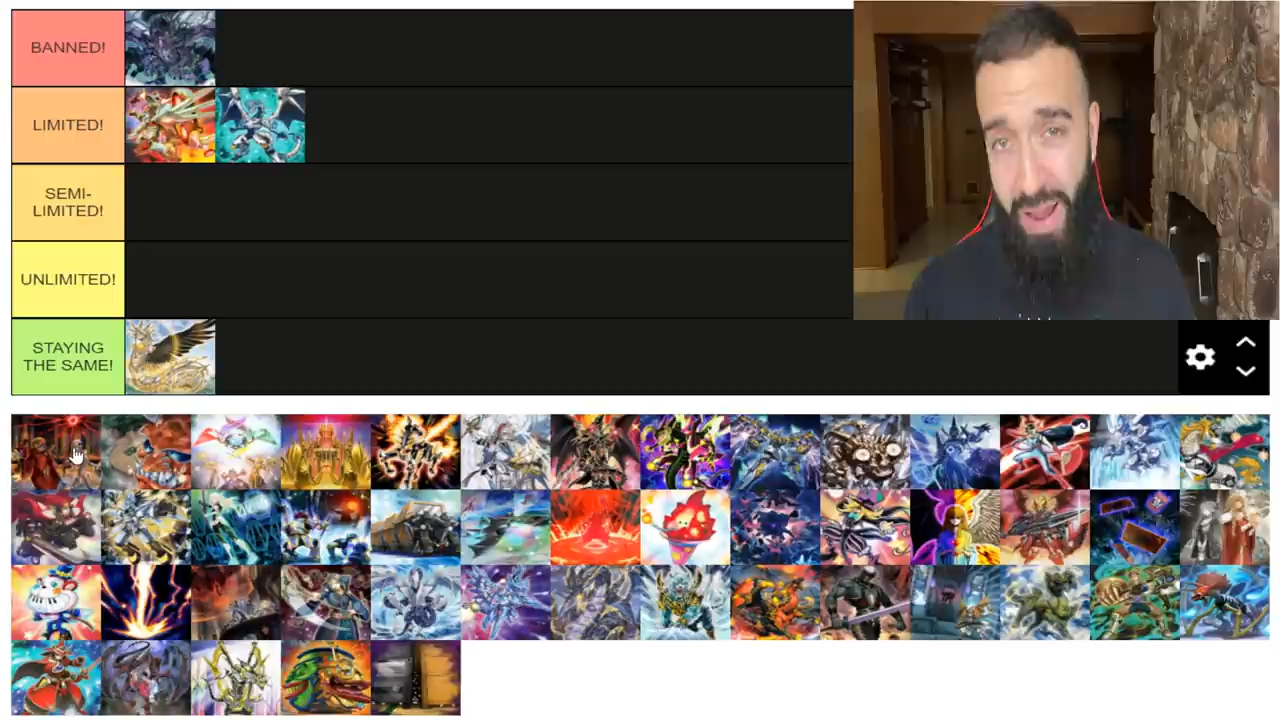 BANNED!
LIMITED!
SEMI-
LIMITED!
UNLIMITED!
STAYING
THE SAME!